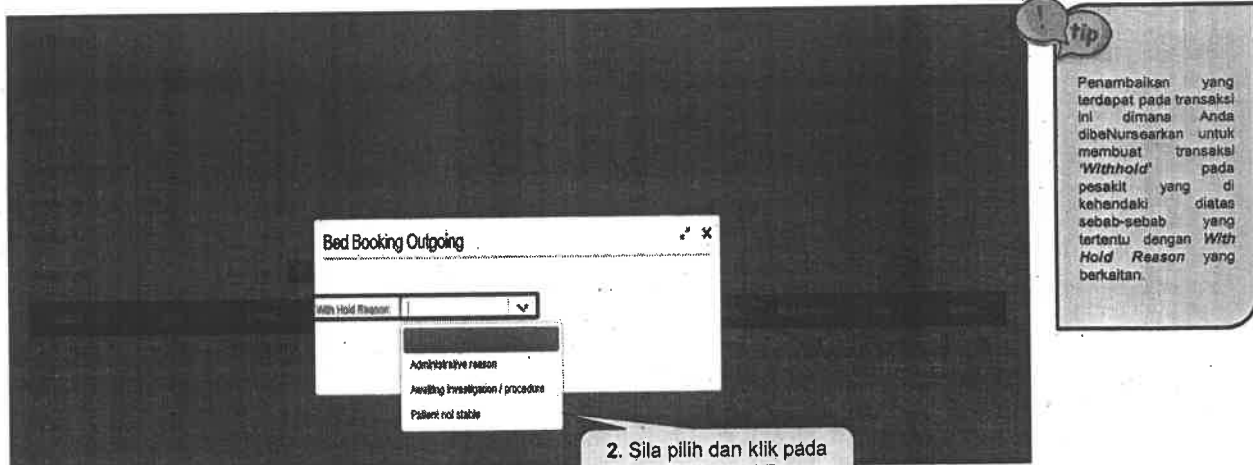 tip
Penambaikan yang
terdapat pada transaksi
ini dimana Anda
dibeNursearkan untuk
membuat transaksi
'Withhold' pada
pesakit yang di
kehendaki diatas
sebab-sebab yang
tertentu dengan With
Hold Reason yang
berkaitan.
Bed Booking Outgoing
With Hold Reason:
Administrative reason
Awaiting investigation / procedure
Patient not stable
2. Sila pilih dan klik pada